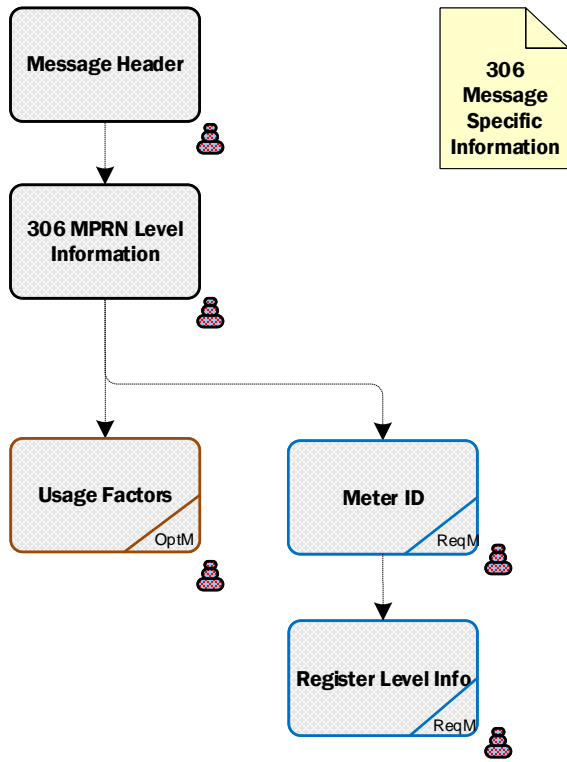 Message Header
306
Message
Specific
Information
306 MPRN Level
Information
Usage Factors
OptM
Meter ID
ReqM
Register Level Info
ReqM